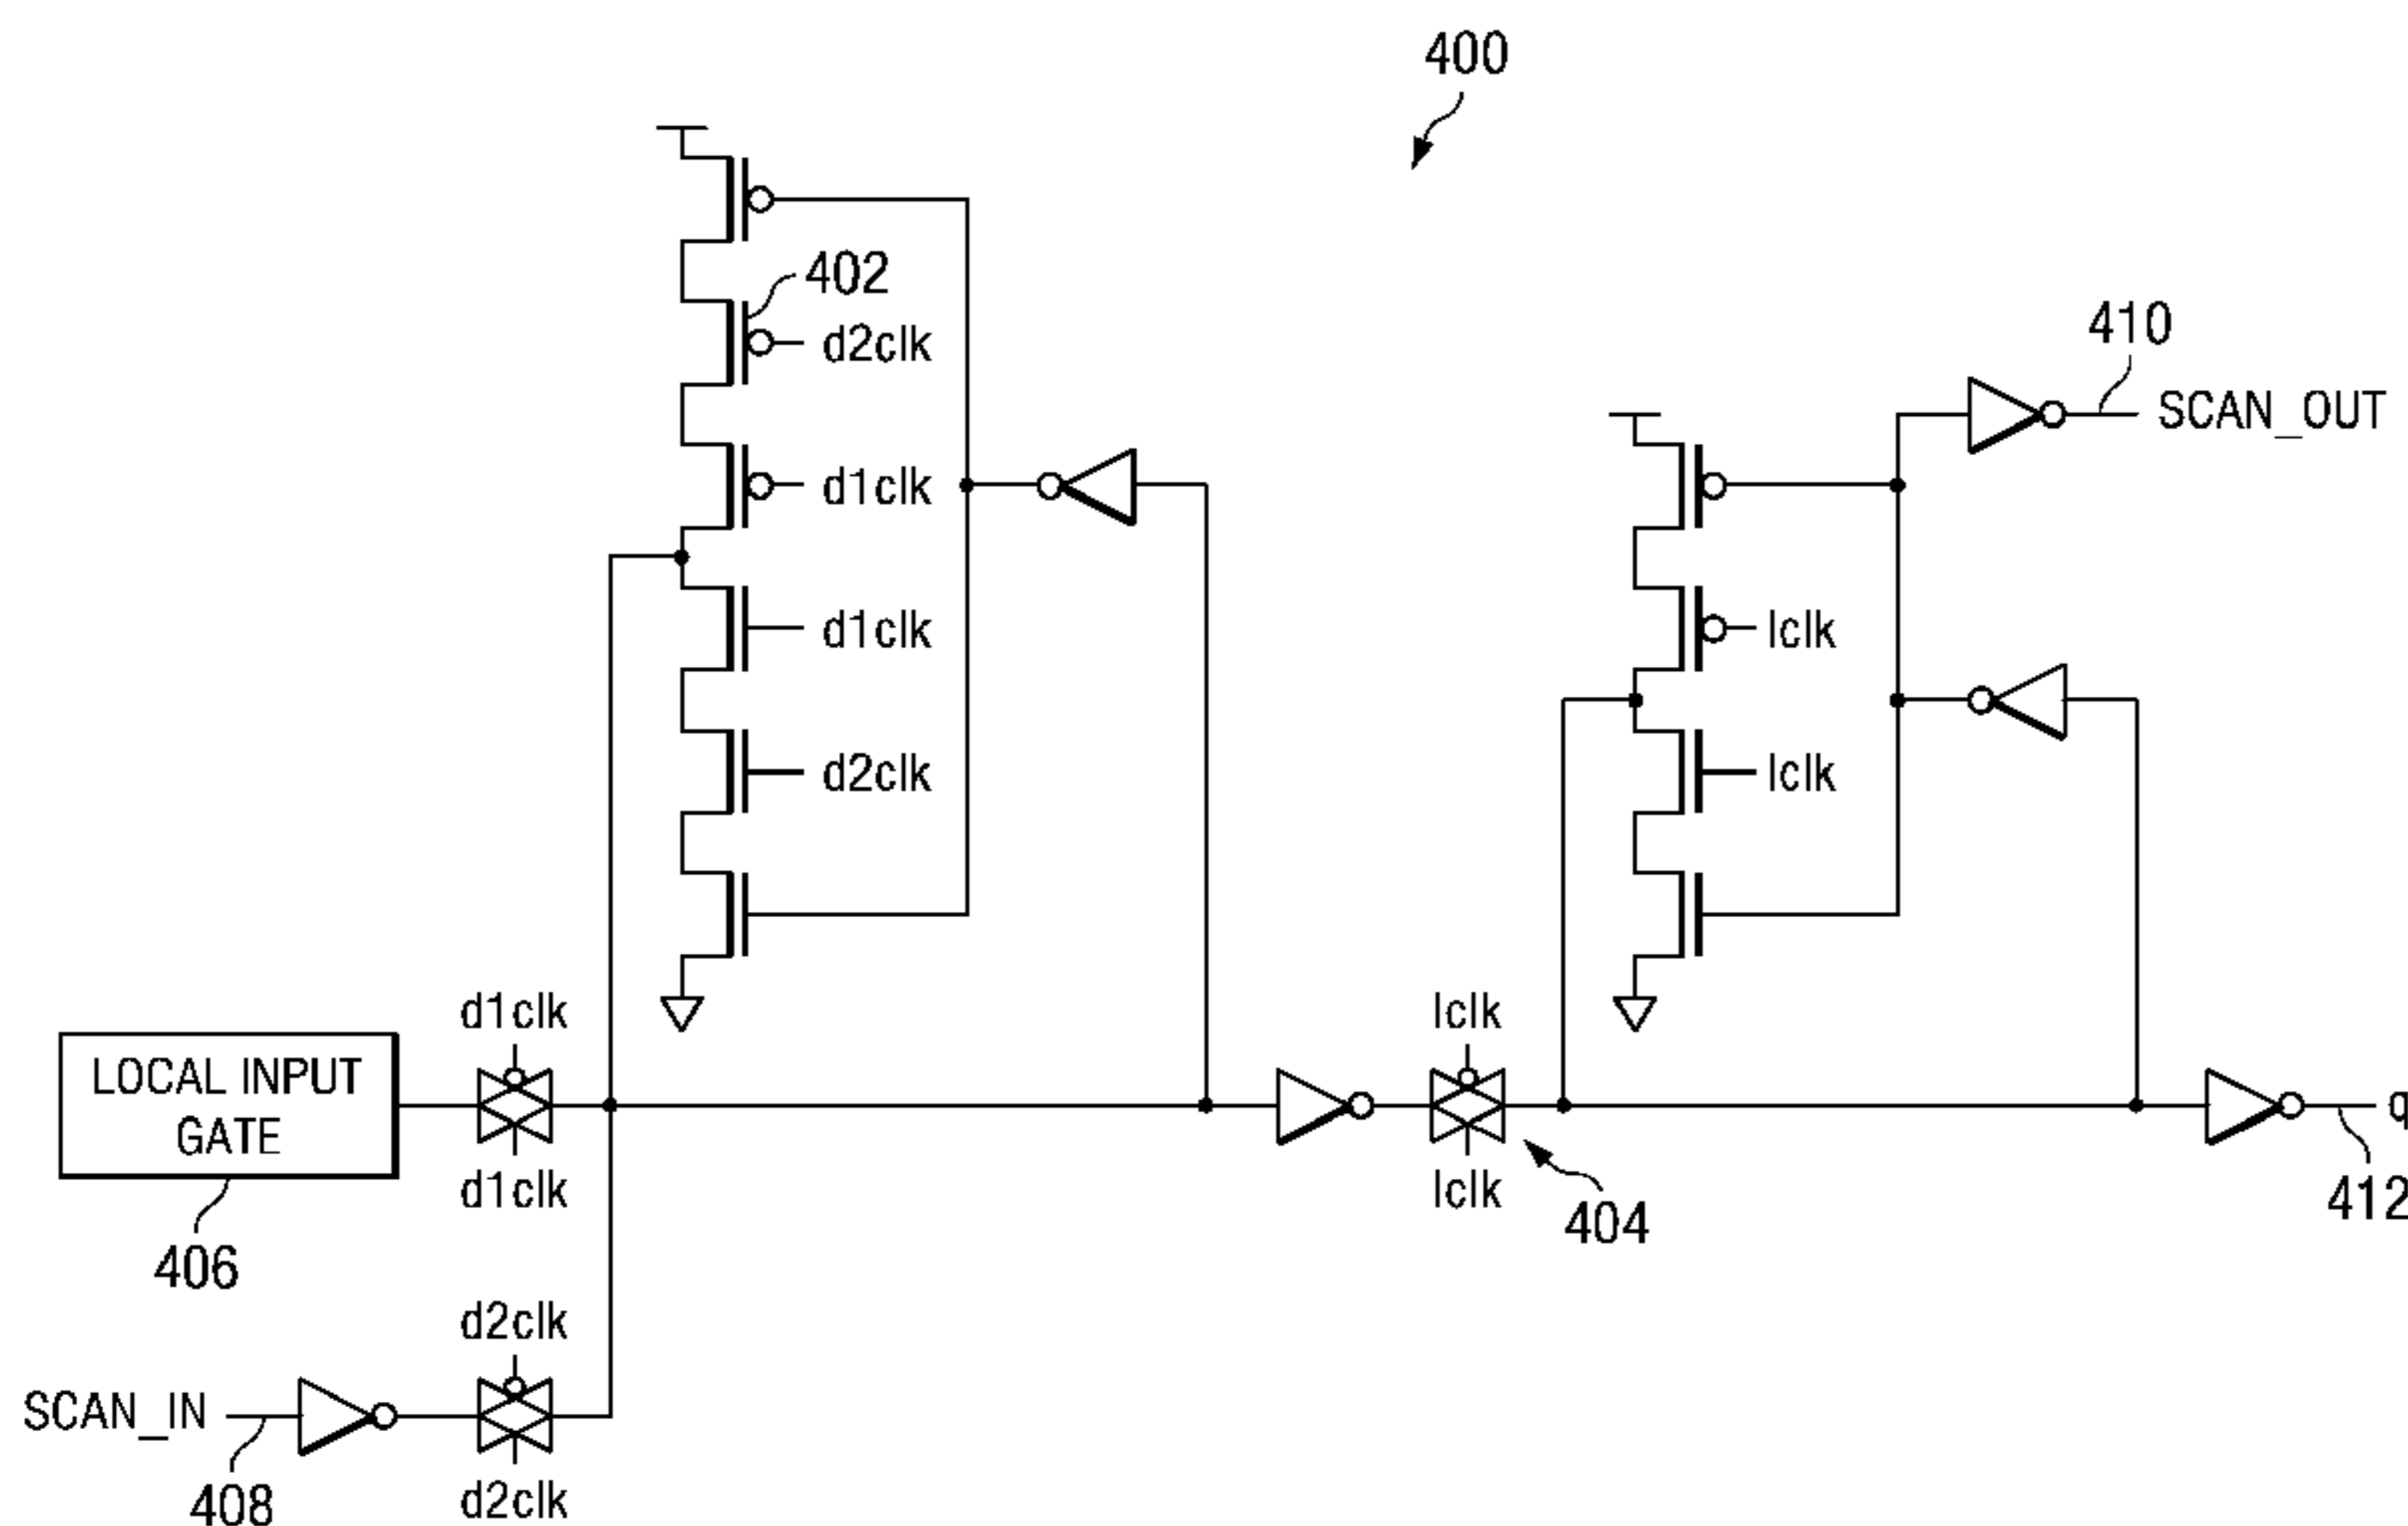 400
402
d2clk
410
SCAN_OUT
d1clk
d1clk
lclk
d2clk
lclk
d1clk
lclk
LOCAL INPUT
GATE
q
d1clk
lclk
404
412
406
d2clk
SCAN_IN
408
d2clk